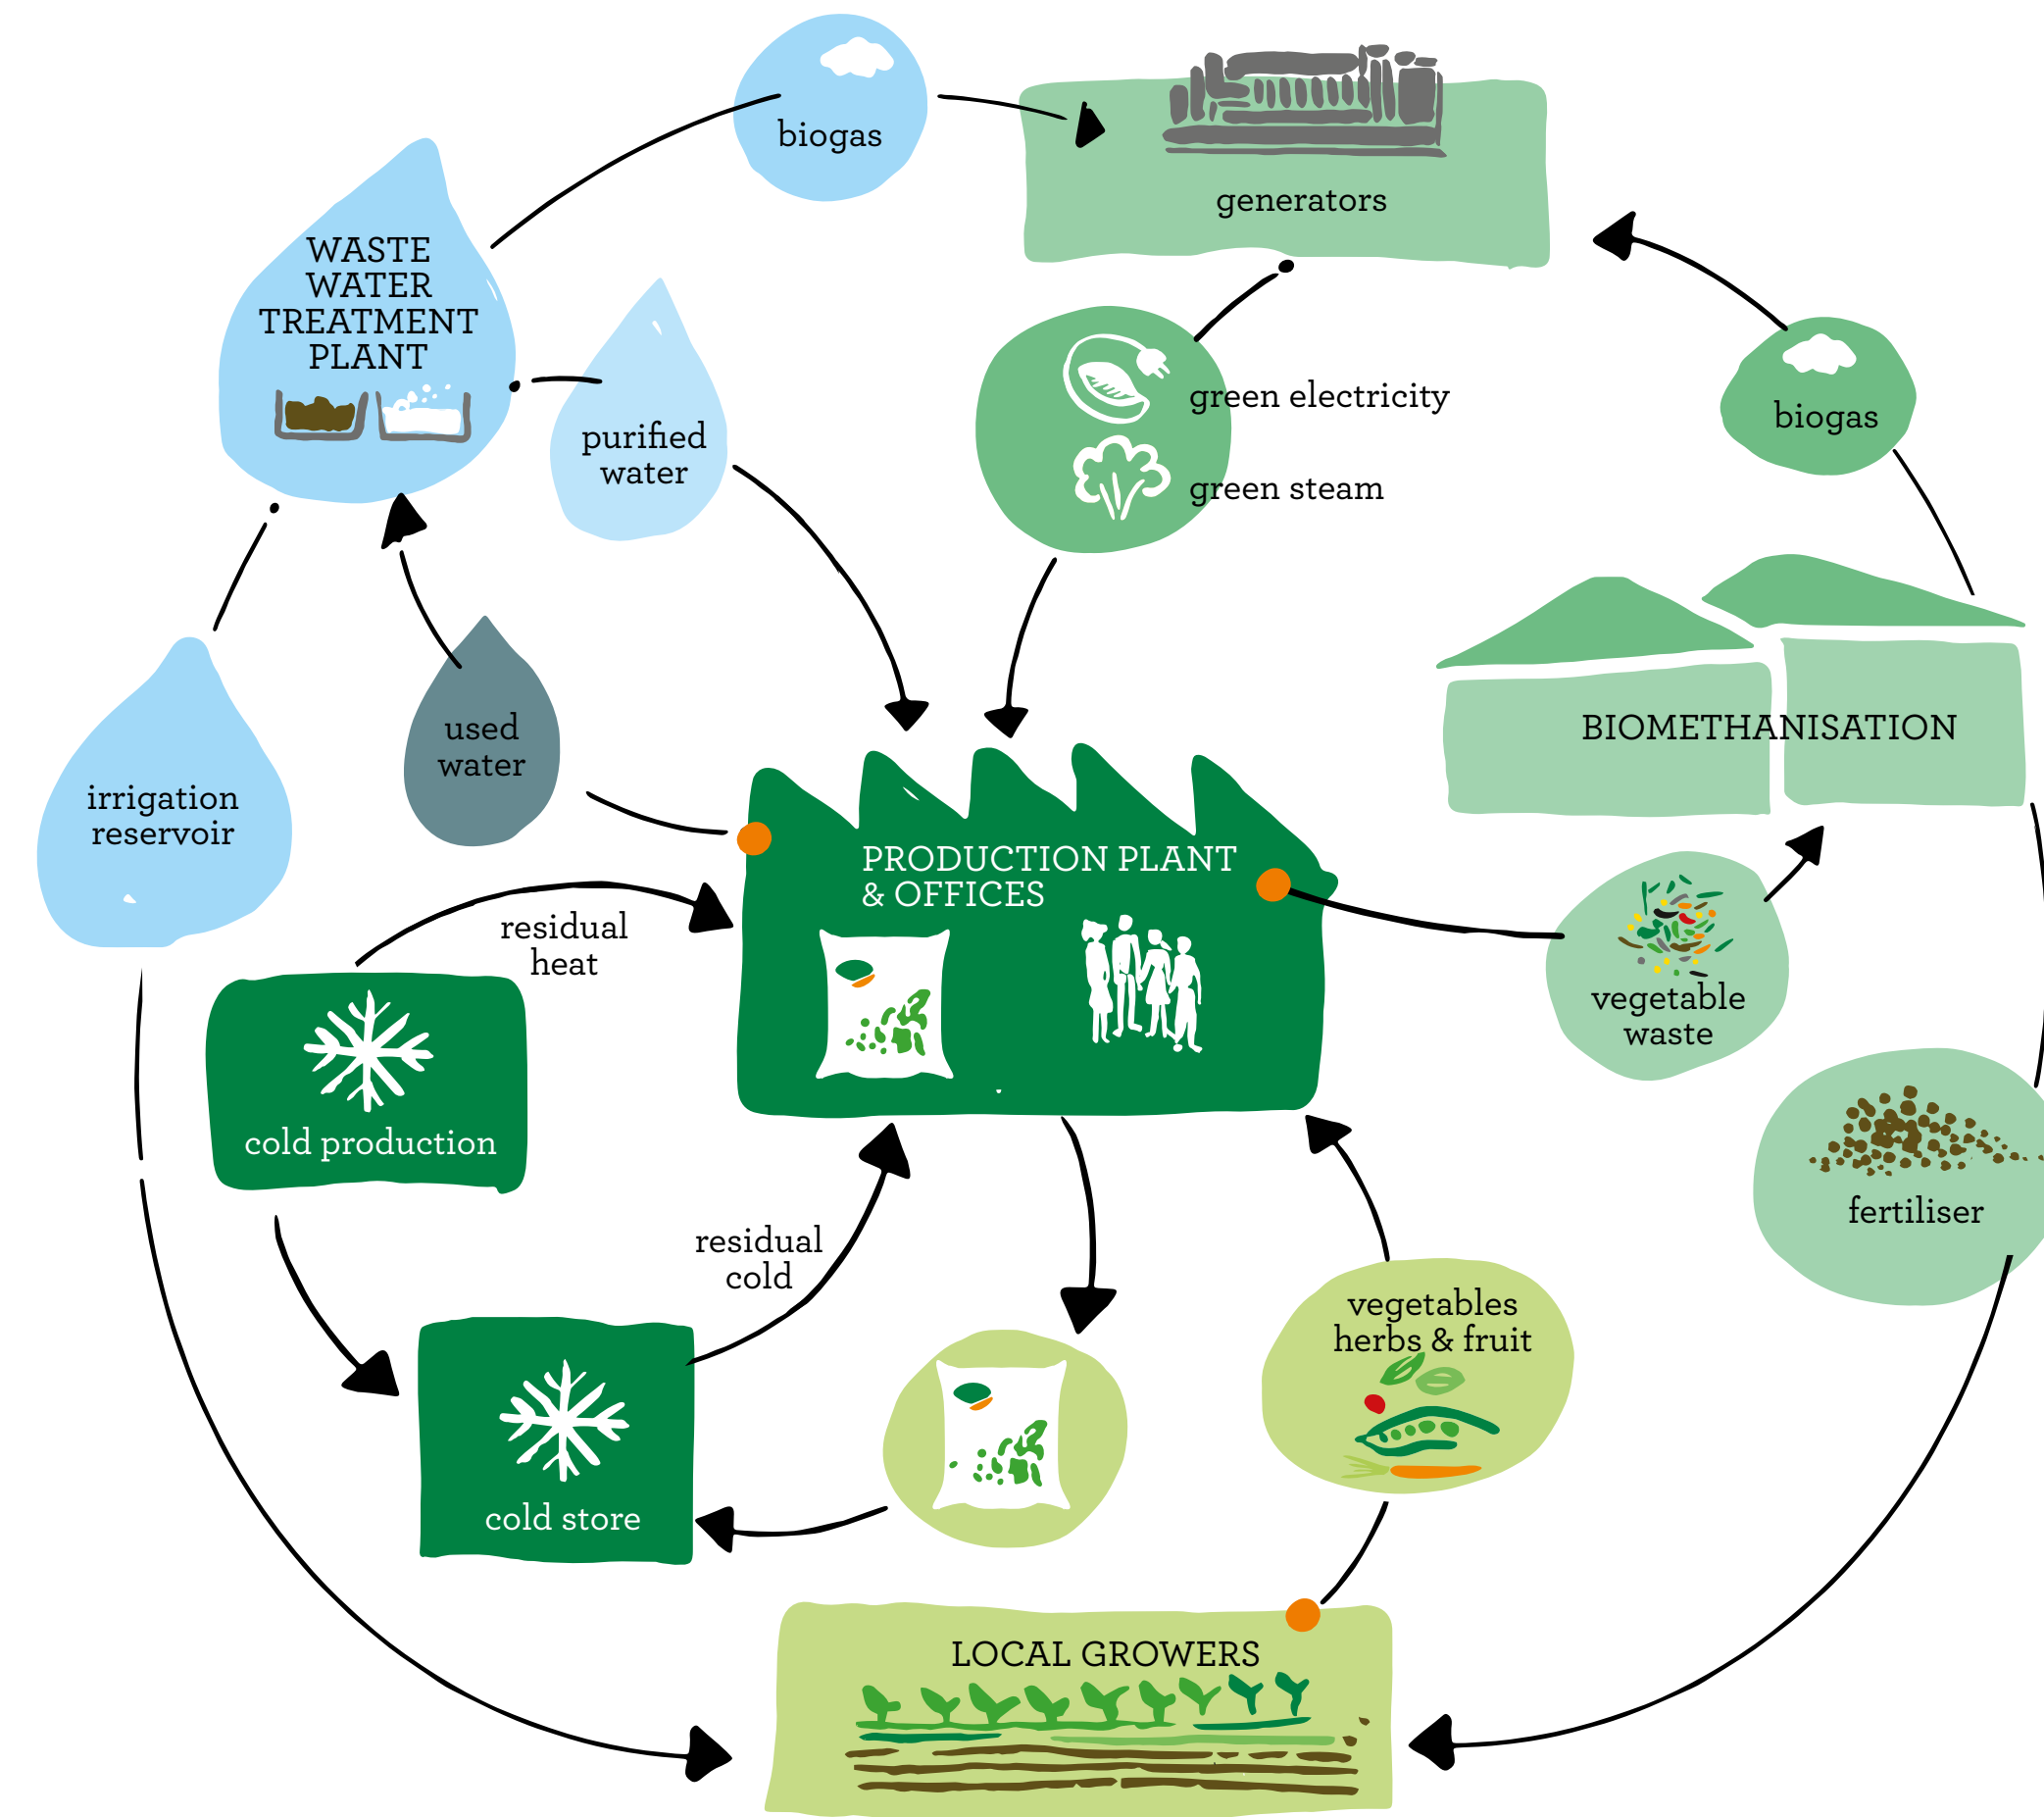 biogas
generators
WASTE
WATER
TREATMENT
PLANT
purified
water
green electricity
green steam
biogas
used
water
irrigation
reservoir
BIOMETHANISATION
PRODUCTION PLANT
& OFFICES
residual
heat
vegetable
waste
cold production
fertiliser
residual
cold
vegetables
herbs & fruit
cold store
LOCAL GROWERS